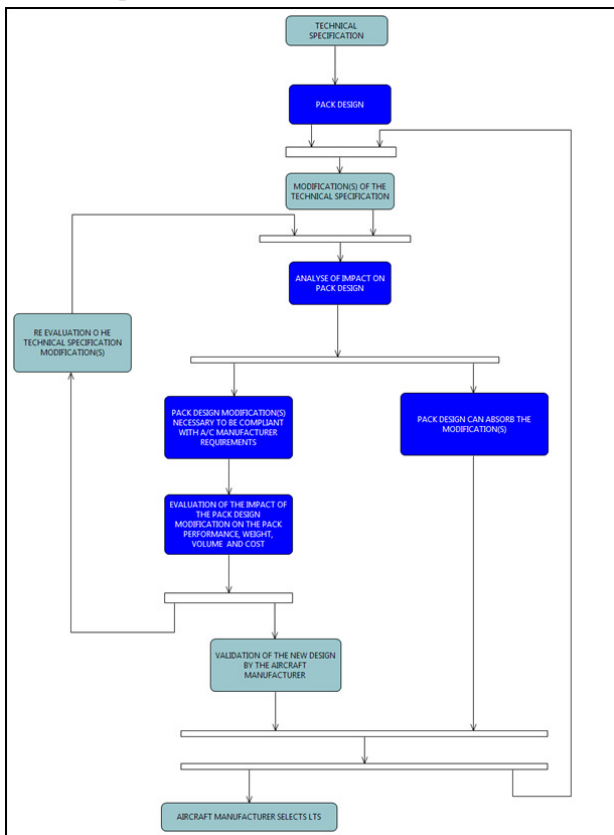 TECHNICAL
SPECIFICATION
PACK DESIGN
MODIFICATION(S) OF THE
TECHNICAL SPECIFICATION
ANALYSE OF IMPACT ON
PACK DESIGN
RE EVALUATION O HE
TECHNICAL SPECIFICATION
MODIFICATION(S)
PACK DESIGN MODIFICATION(S)
NECESSARY TO BE COMPLIANT
WITH A/C MANUFACTURER
REQUIREMENTS
PACK DESIGN CAN ABSORB THE
MODIFICATION(S)
EVALUATION OF THE IMPACT OF
THE PACK DESIGN
MODIFICATION ON THE PACK
PERFORMANCE, WEIGHT,
VOLUME AND COST
VALIDATION OF THE NEW DESIGN
BY THE AIRCRAFT
MANUFACTURER
AIRCRAFT MANUFACTURER SELECTS LTS